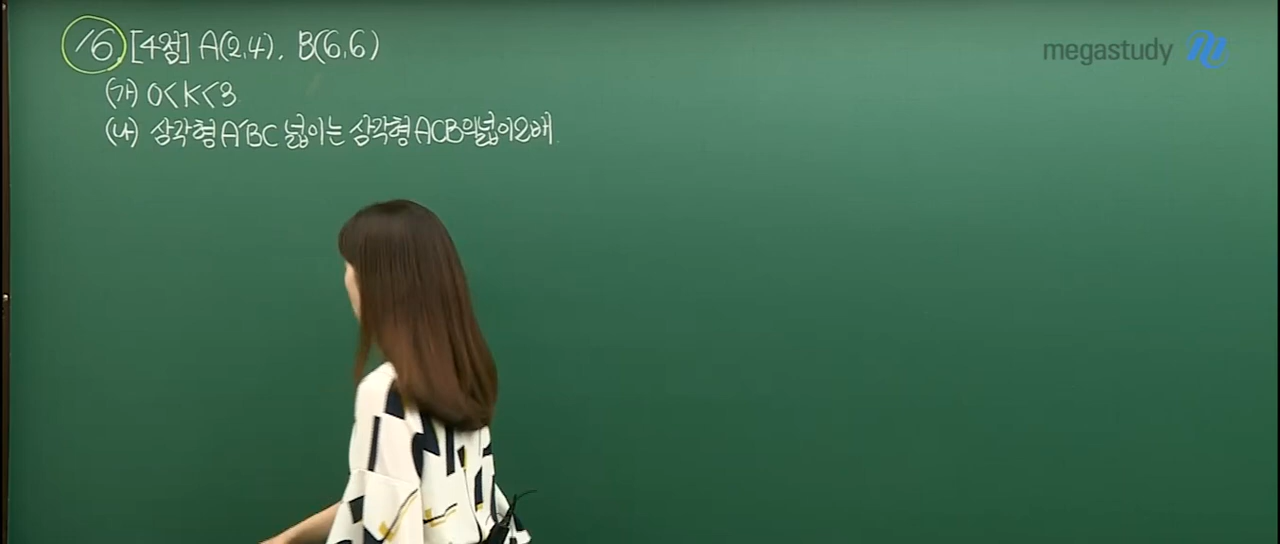 16. [4점] A(2,4), B(6,6)
megastudy
(가) 0<K<3
(나) 삼각형 A'BC 넓이는 삼각형 ACB의 넓이 2배.